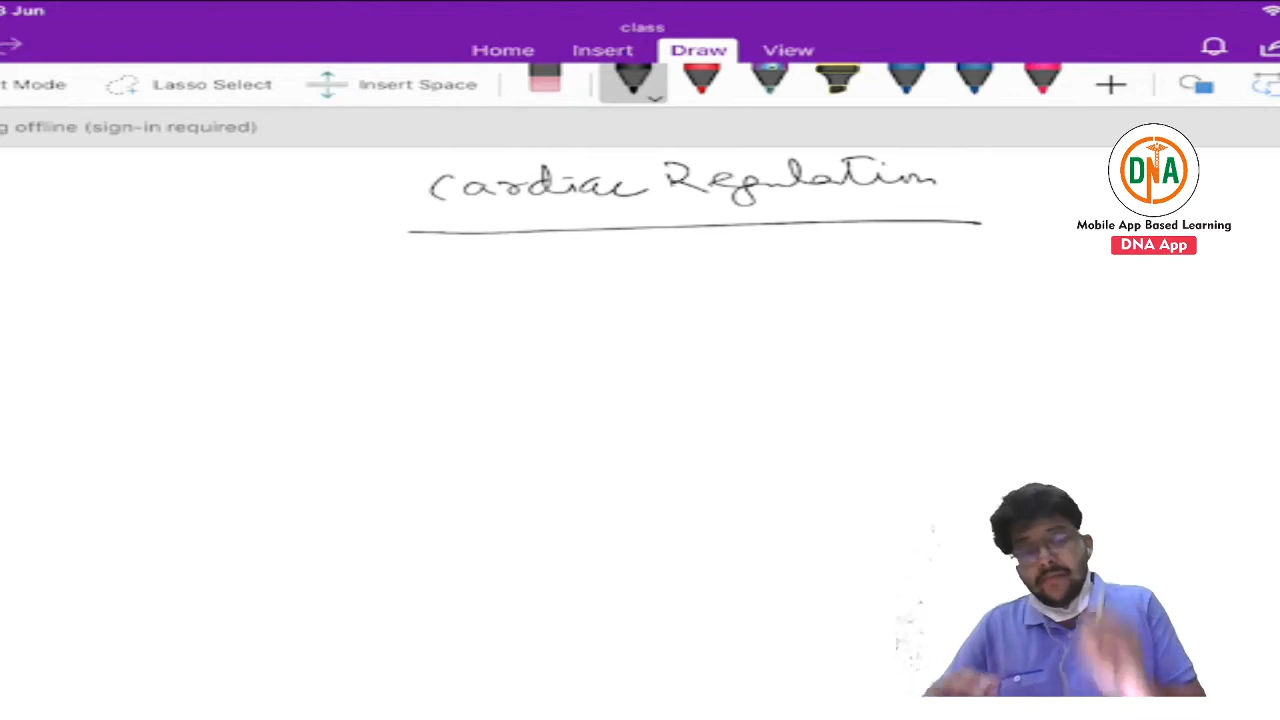 3 Jun
class
Home Insert Draw View
t Mode Lasso Select Insert Space
g offline (sign-in required)
Cardiac Regulation
DNA
Mobile App Based Learning
DNA App